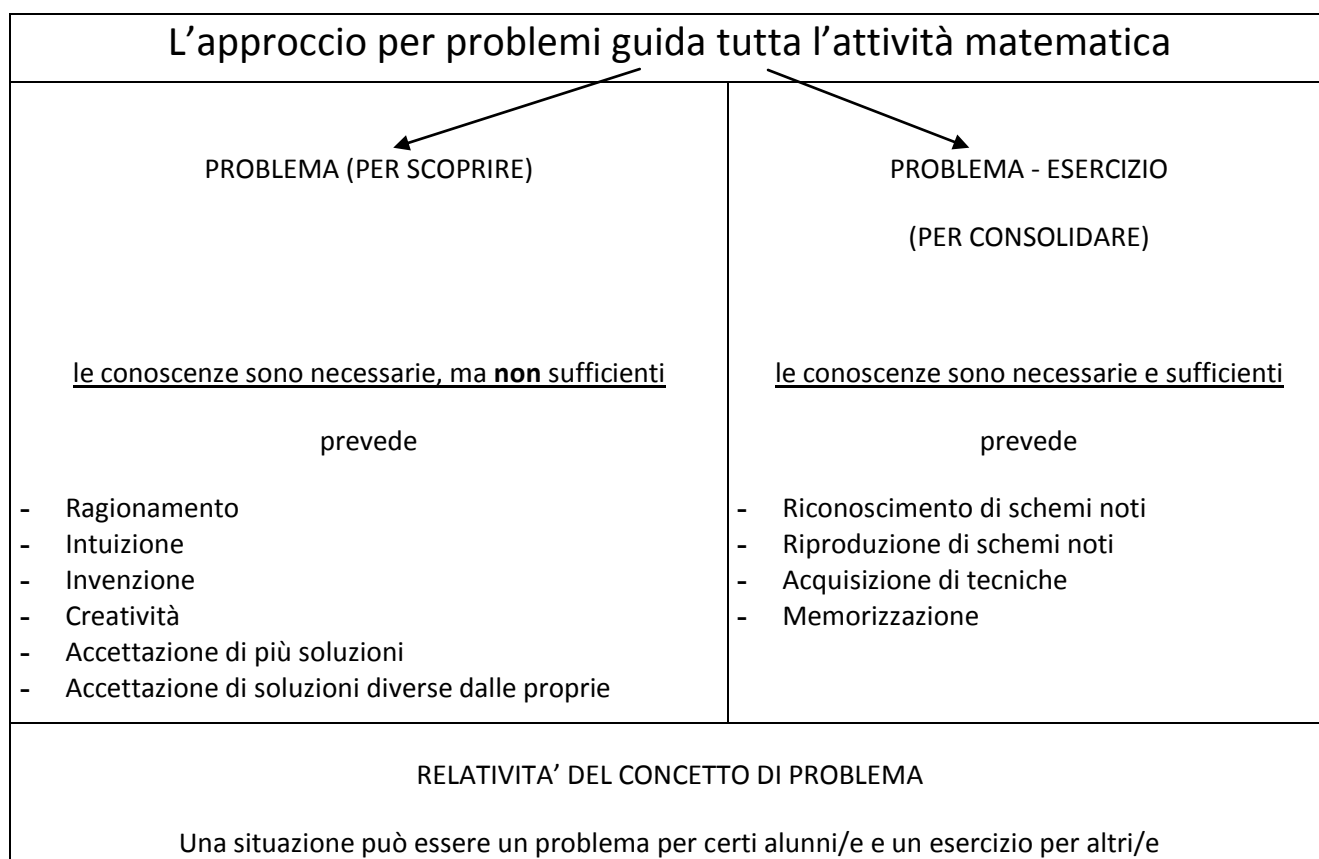 L'approccio per problemi guida tutta l'attività matematica
PROBLEMA (PER SCOPRIRE)
le conoscenze sono necessarie, ma non sufficienti
prevede
- Ragionamento
- Intuizione
- Invenzione
- Creatività
- Accettazione di più soluzioni
- Accettazione di soluzioni diverse dalle proprie
PROBLEMA - ESERCIZIO
(PER CONSOLIDARE)
le conoscenze sono necessarie e sufficienti
prevede
- Riconoscimento di schemi noti
- Riproduzione di schemi noti
- Acquisizione di tecniche
- Memorizzazione
RELATIVITA' DEL CONCETTO DI PROBLEMA
Una situazione può essere un problema per certi alunni/e e un esercizio per altri/e